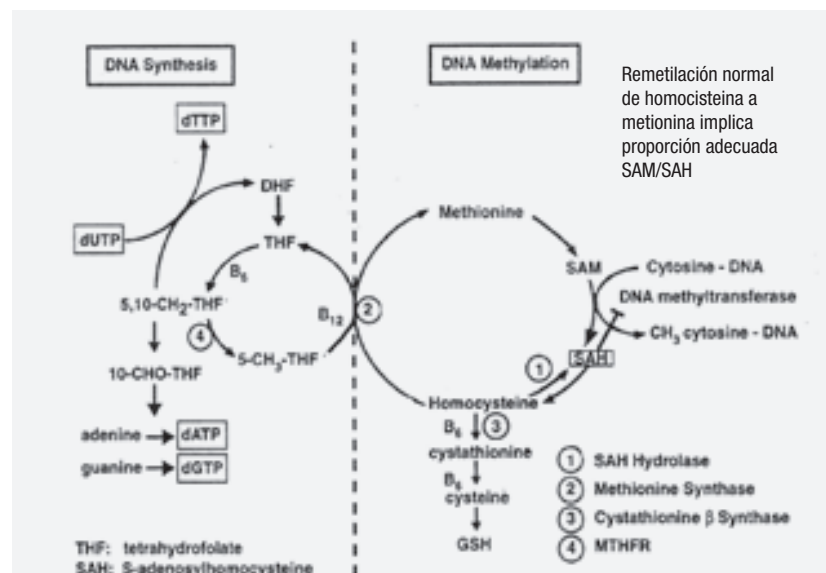 DNA Synthesis
dTTP
DHF
dUTP
THF
B6
5,10-CH2-THF
4
B12
5-CH3-THF
10-CHO-THF
adenine
dATP
guanine
dGTP
THF: tetrahydrofolate
SAH: S-adenosylhomocysteine
DNA Methylation
Remetilación normal
de homocisteina a
metionina implica
proporción adecuada
SAM/SAH
Methionine
SAM
Cytosine - DNA
DNA methyltransferase
2
CH3 cytosine - DNA
SAH
1
Homocysteine
B6
3
cystathionine
B6
cysteine
GSH
1 SAH Hydrolase
2 Methionine Synthase
3 Cystathionine β Synthase
4 MTHFR